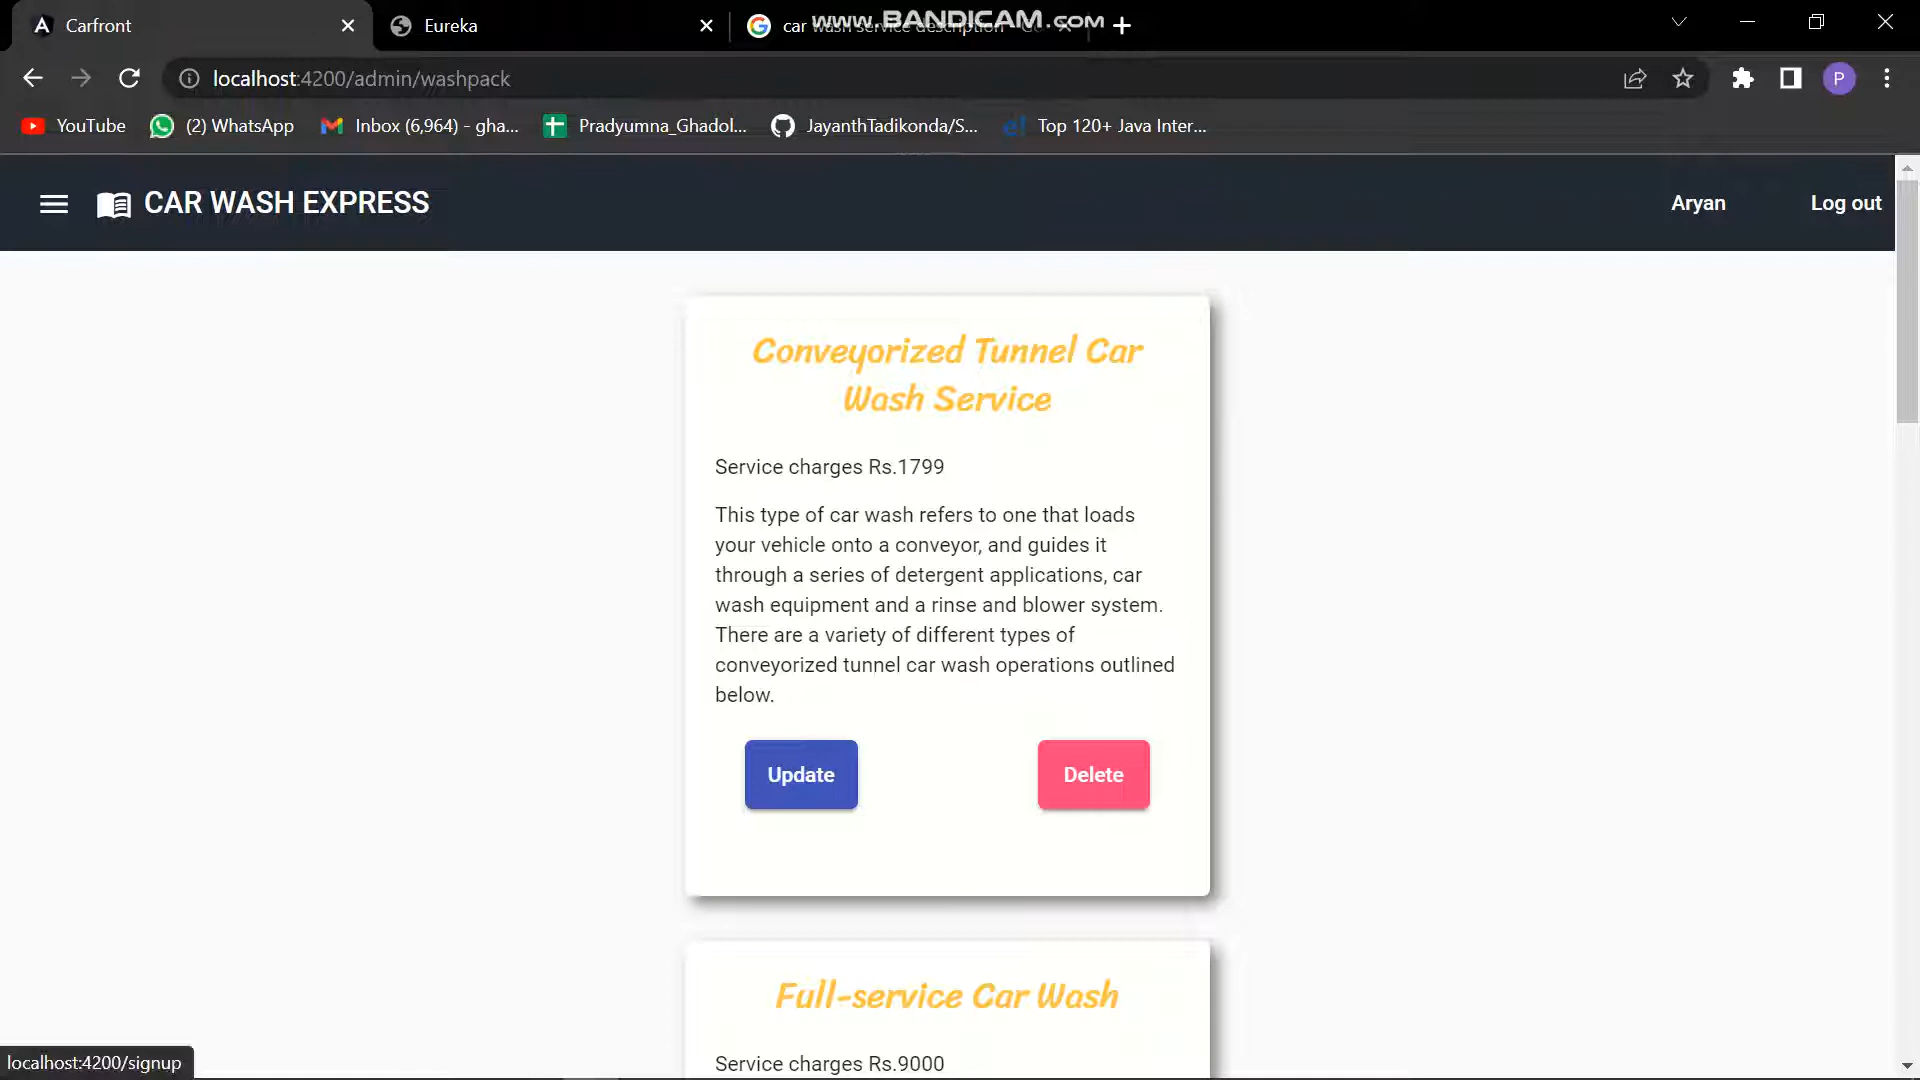 Carfront
Eureka
car wash service description - Go
www.BANDICAM.COM
localhost:4200/admin/washpack
P
YouTube
(2) WhatsApp
Inbox (6,964) - gha...
Pradyumna_Ghadol...
JayanthTadikonda/S...
e!
Top 120+ Java Inter...
CAR WASH EXPRESS
Aryan
Log out
Conveyorized Tunnel Car
Wash Service
Service charges Rs.1799
This type of car wash refers to one that loads
your vehicle onto a conveyor, and guides it
through a series of detergent applications, car
wash equipment and a rinse and blower system.
There are a variety of different types of
conveyorized tunnel car wash operations outlined
below.
Update
Delete
Full-service Car Wash
Service charges Rs.9000
localhost:4200/signup